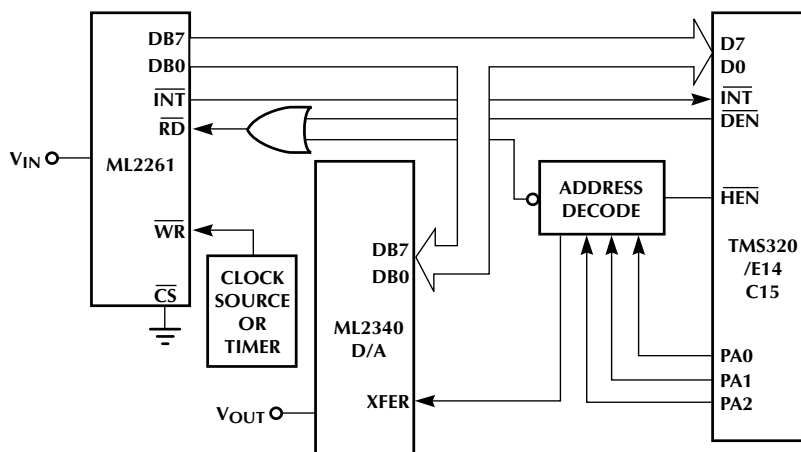 DB7
DB0
INT
RD
VIN
ML2261
WR
CS
CLOCK
SOURCE
OR
TIMER
DB7
DB0
ML2340
D/A
XFER
VOUT
ADDRESS
DECODE
D7
D0
INT
DEN
HEN
TMS320
/E14
C15
PA0
PA1
PA2